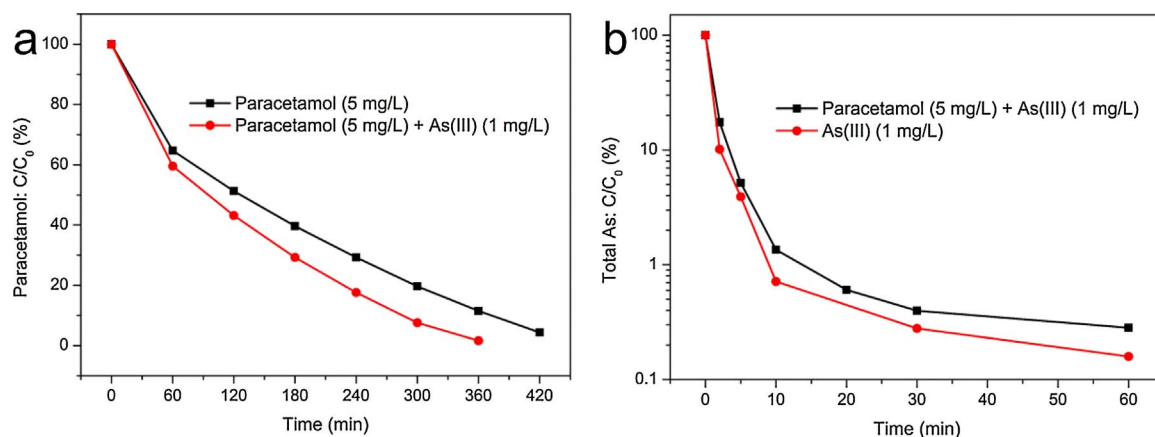 a
Paracetamol: C/C₀ (%)
100
80
60
40
20
0
Paracetamol (5 mg/L)
Paracetamol (5 mg/L) + As(III) (1 mg/L)
0 60 120 180 240 300 360 420
Time (min)
b
Total As: C/C₀ (%)
100
10
1
0.1
Paracetamol (5 mg/L) + As(III) (1 mg/L)
As(III) (1 mg/L)
0 10 20 30 40 50 60
Time (min)